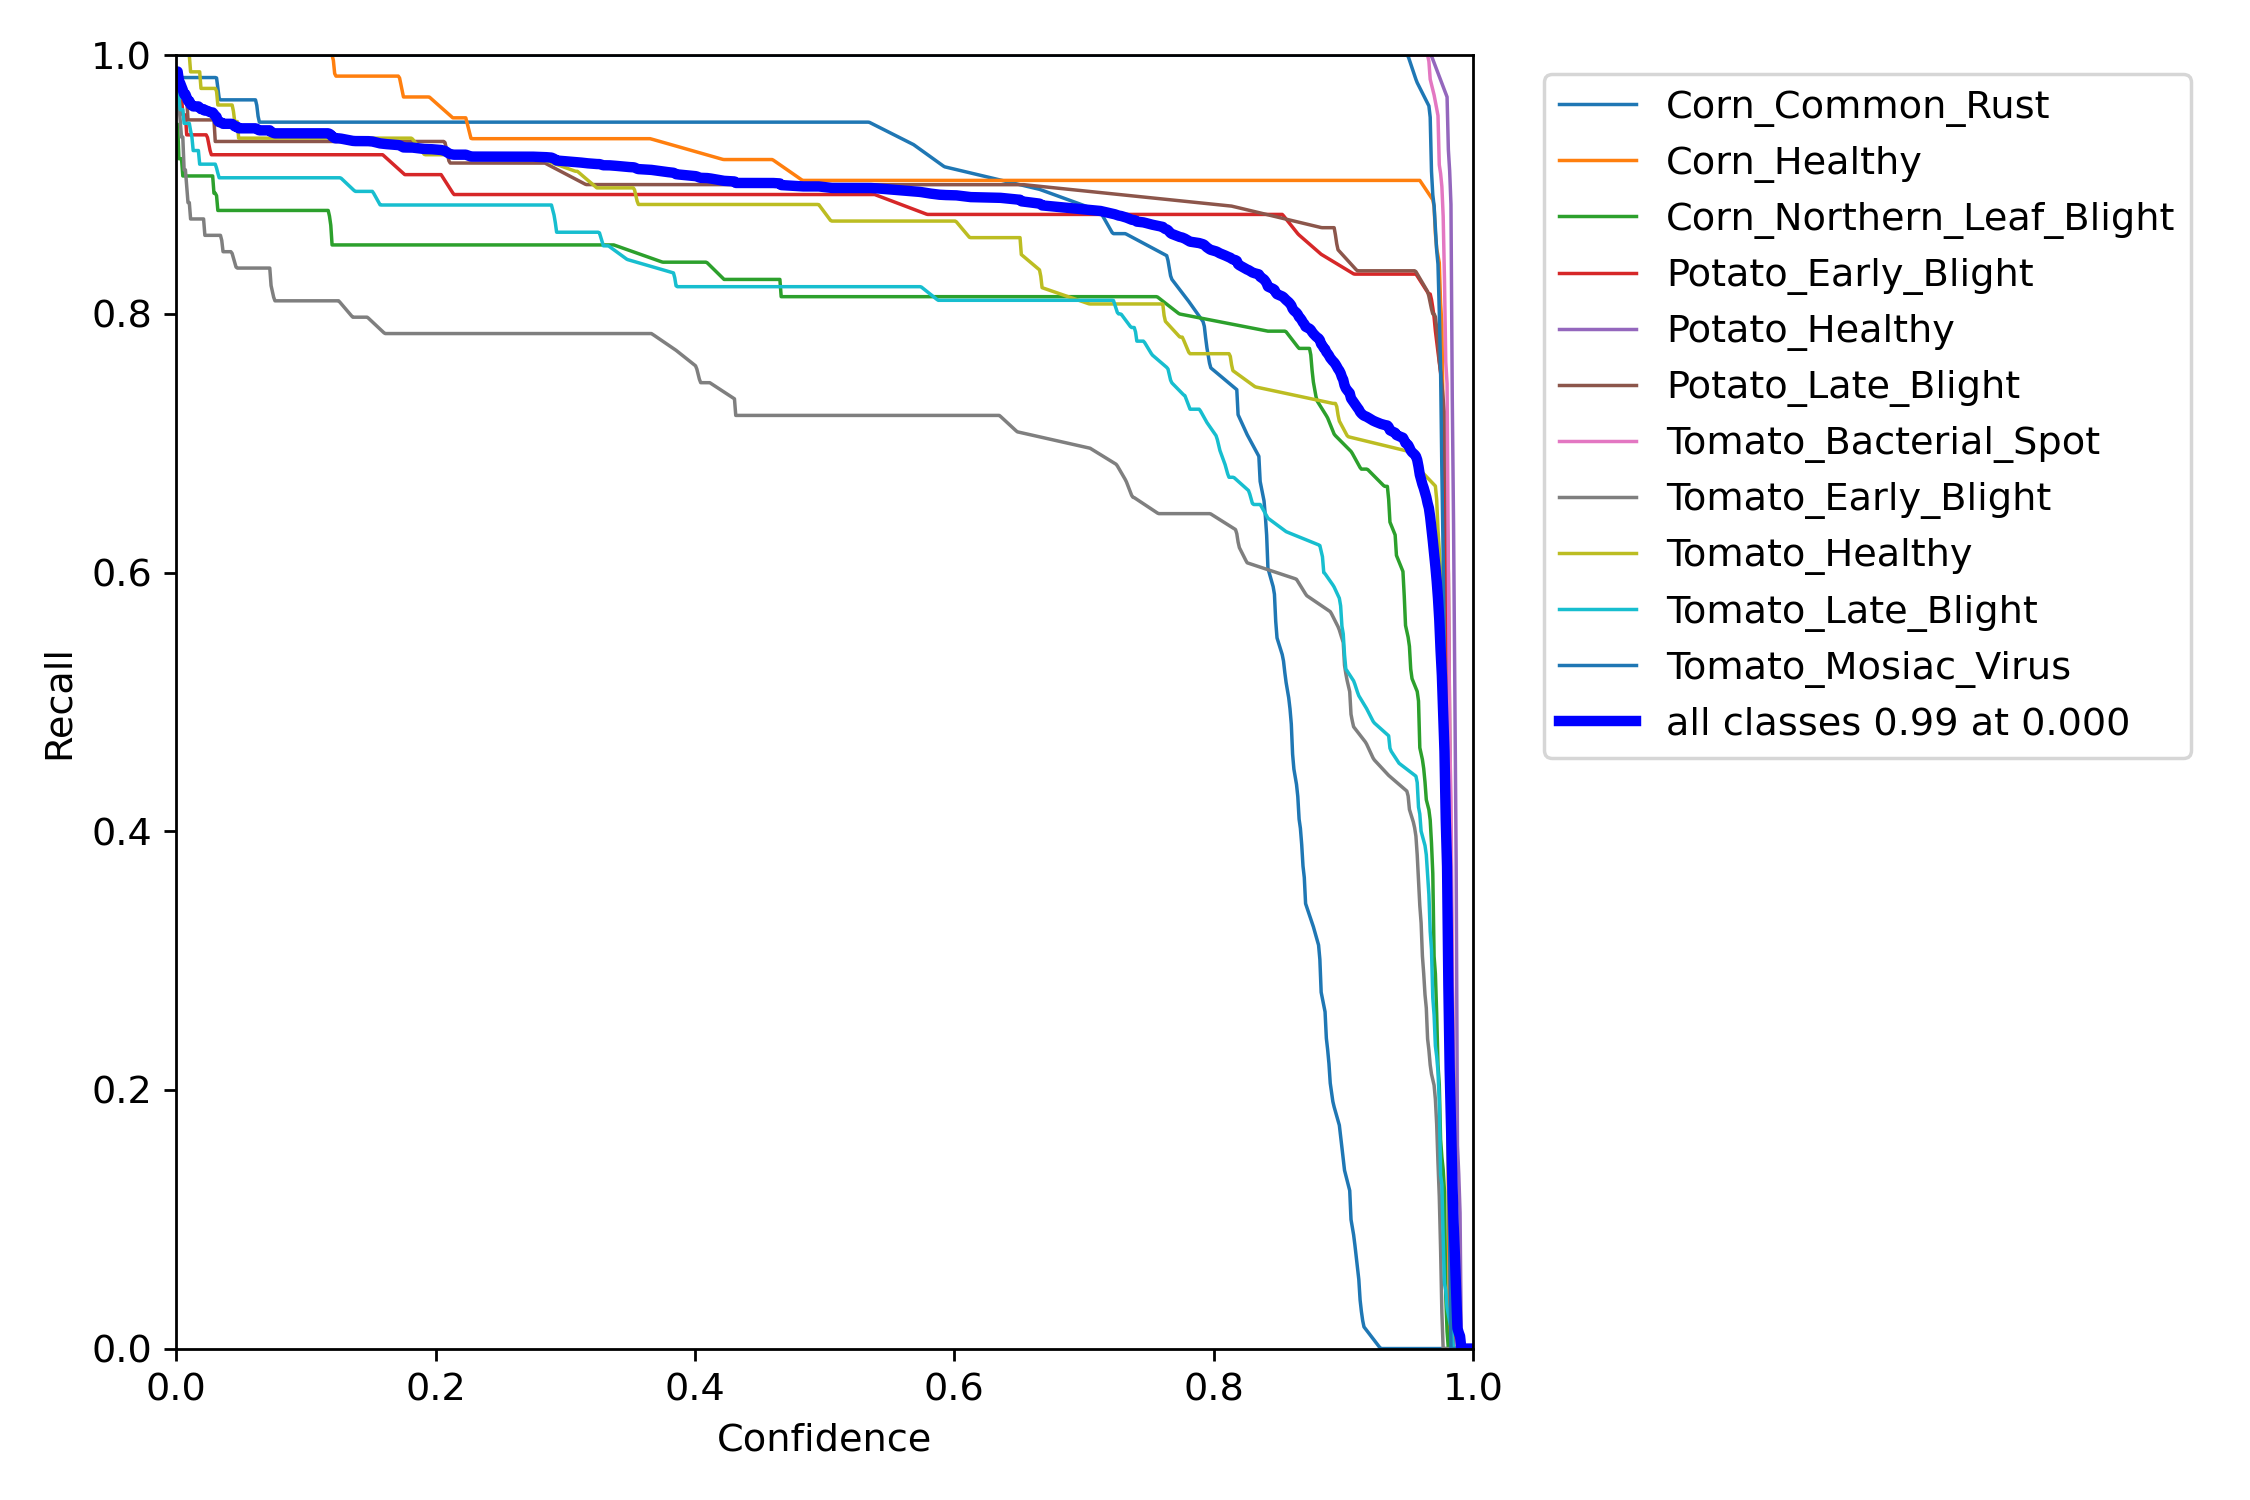 1.0
0.8
0.6
0.4
0.2
0.0
Recall
0.0 0.2 0.4 0.6 0.8 1.0
Confidence
Corn_Common_Rust
Corn_Healthy
Corn_Northern_Leaf_Blight
Potato_Early_Blight
Potato_Healthy
Potato_Late_Blight
Tomato_Bacterial_Spot
Tomato_Early_Blight
Tomato_Healthy
Tomato_Late_Blight
Tomato_Mosiac_Virus
all classes 0.99 at 0.000